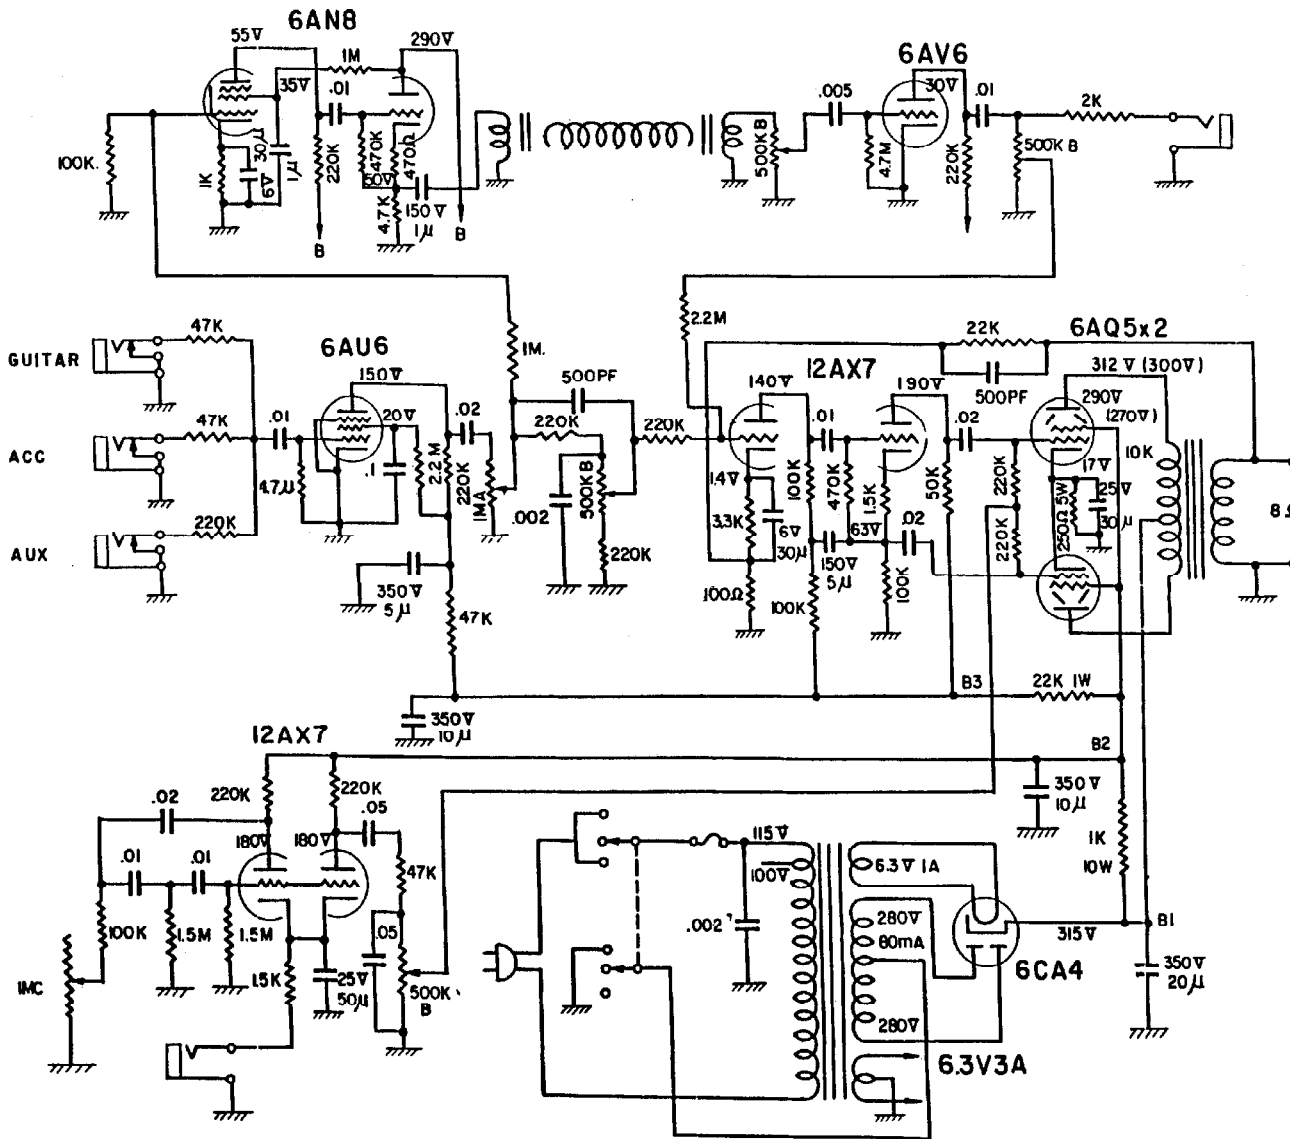 6AN8
55V
290V
1M
6AV6
35V
.01
30V
.005
.01
2K
100K.
1K
6V
30μ
1μ
220K
470K
470Ω
50V
4.7K
150V
1μ
B
B
500KB
4.7M
220K
500K B
47K
GUITAR
6AU6
150V
1M.
500PF
2.2M
22K
500PF
12AX7
140V
190V
6AQ5x2
312V (300V)
290V
(270V)
47K
ACC
.01
20V
.02
220K
220K
.01
.02
10K
4.7μ
.1
2.2M
220K
1MA
.002
500KB
220K
1.4V
3.3K
6V
30μ
100K
470K
1.5K
63V
.02
50K
220K
220K
17V
250Ω 5W
25V
30μ
8Ω
220K
AUX
350V
5μ
47K
100Ω
100K
150V
5μ
100K
B3
22K 1W
350V
10μ
12AX7
B2
220K
220K
.02
.05
350V
10μ
1K
10W
180V
180V
.01
.01
47K
115V
100V
6.3V 1A
100K
1.5M
1.5M
.05
.002
280V
80mA
315V
B1
6CA4
1MC
1.5K
25V
50μ
500K
B
350V
20μ
280V
6.3V3A